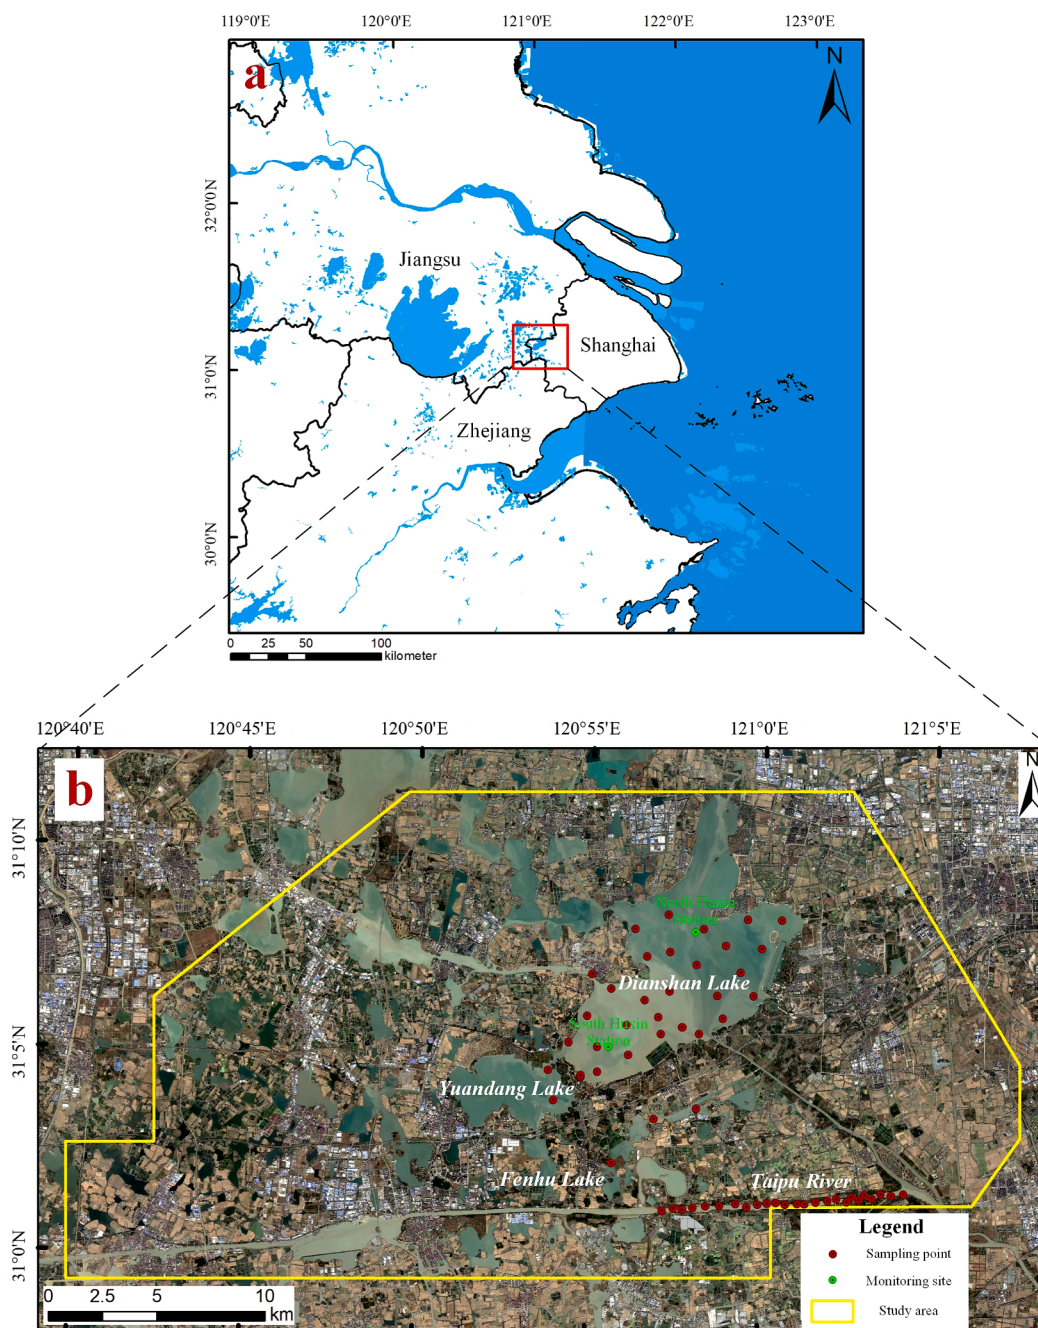 119°0'E 120°0'E 121°0'E 122°0'E 123°0'E
a
N
32°0'0"N
Jiangsu
Shanghai
31°0'0"N
Zhejiang
30°0'0"N
0 25 50 100
kilometer
120°40'E 120°45'E 120°50'E 120°55'E 121°0'E 121°5'E
b
N
31°10'N
North Huxin
Station
Dianshan Lake
South Huxin
Station
31°5'N
Yuandang Lake
Fenhu Lake
Taipu River
31°0'N
Legend
Sampling point
Monitoring site
Study area
0 2.5 5 10
km